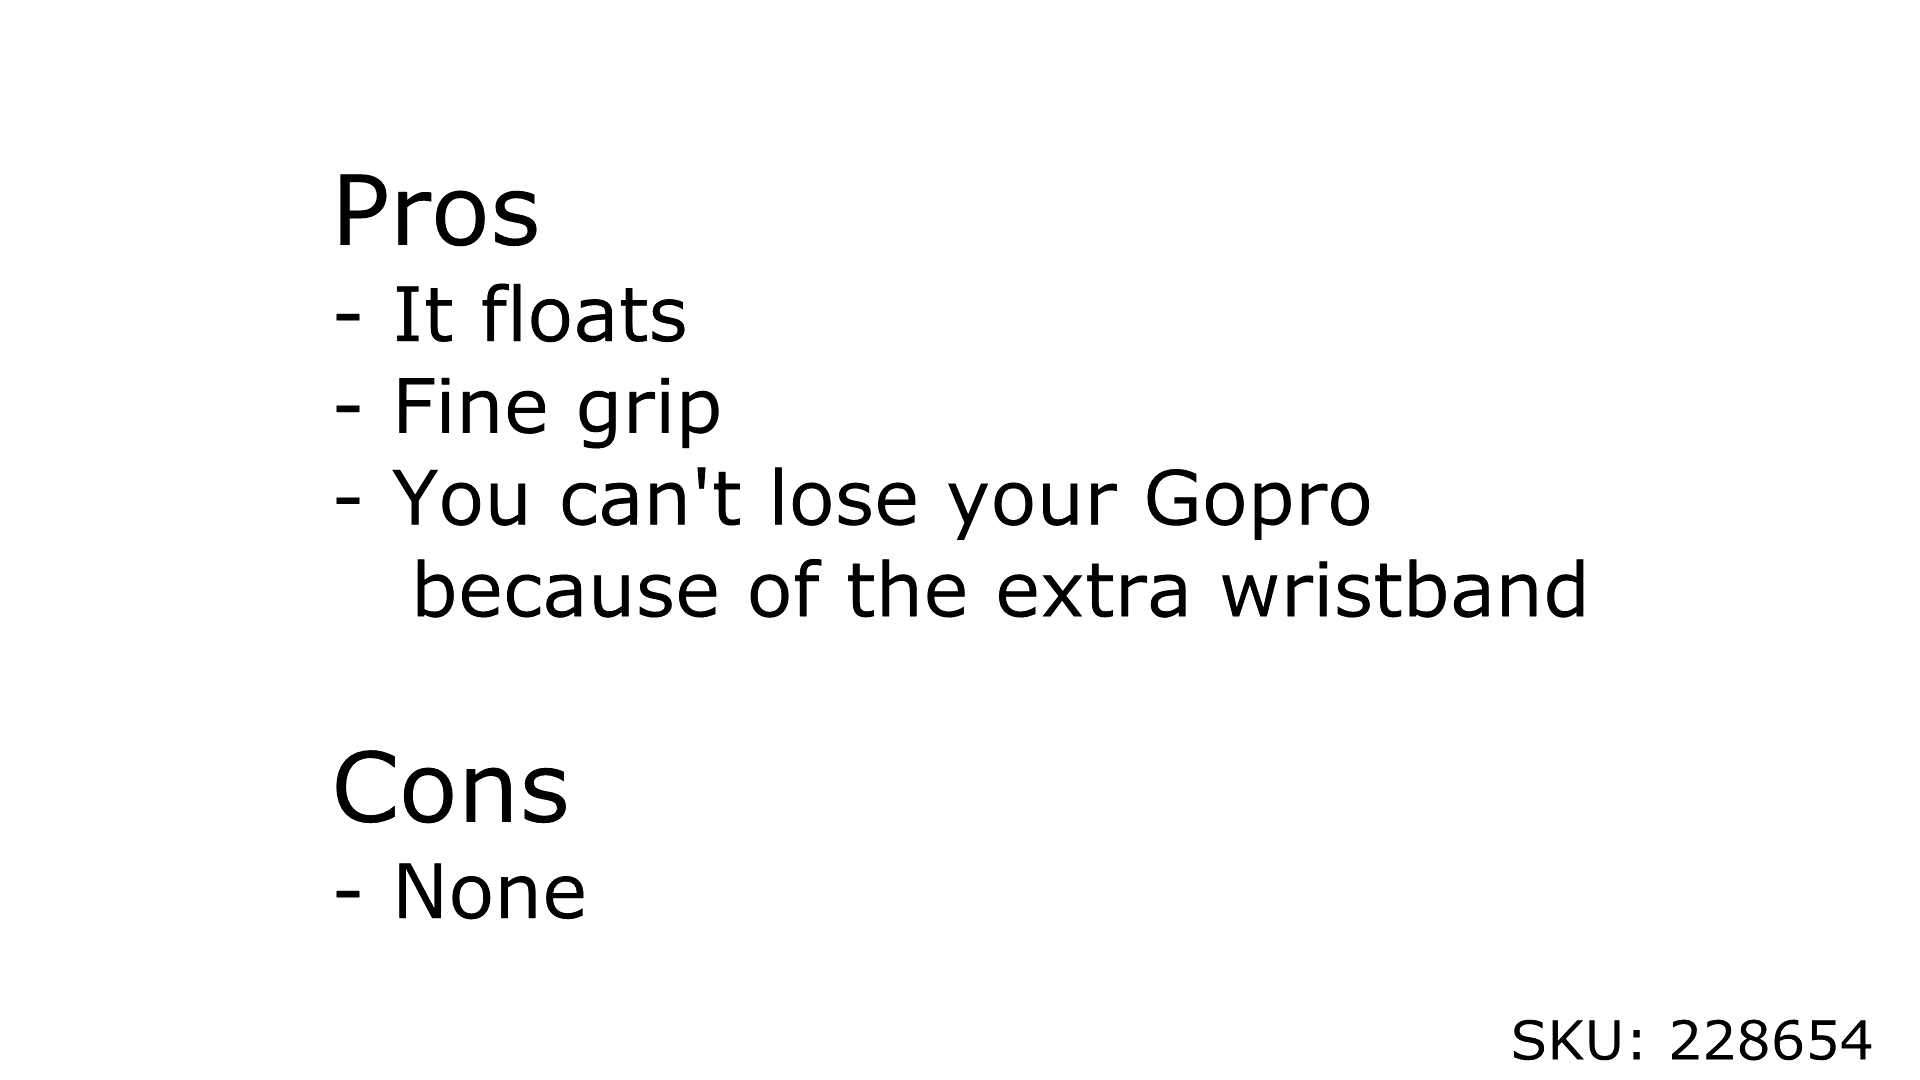 Pros
- It floats
- Fine grip
- You can't lose your Gopro
because of the extra wristband
Cons
- None
SKU: 228654